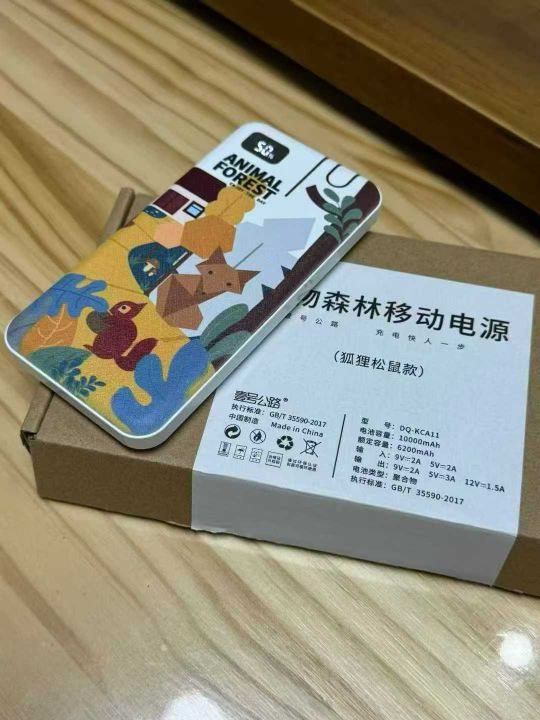 ANIMAL
FOREST
物森林移动电源
号公路 充电快人一步
（狐狸松鼠款）
壹号公路
执行标准：GB/T 35590-2017
中国制造 Made in China
型 号：DQ-KCA11
电池容量：10000mAh
额定容量：6200mAh
输 入：9V⎓2A 5V⎓2A
输 出：9V⎓2A 5V⎓3A 12V⎓1.5A
电池类型：聚合物
执行标准：GB/T 35590-2017